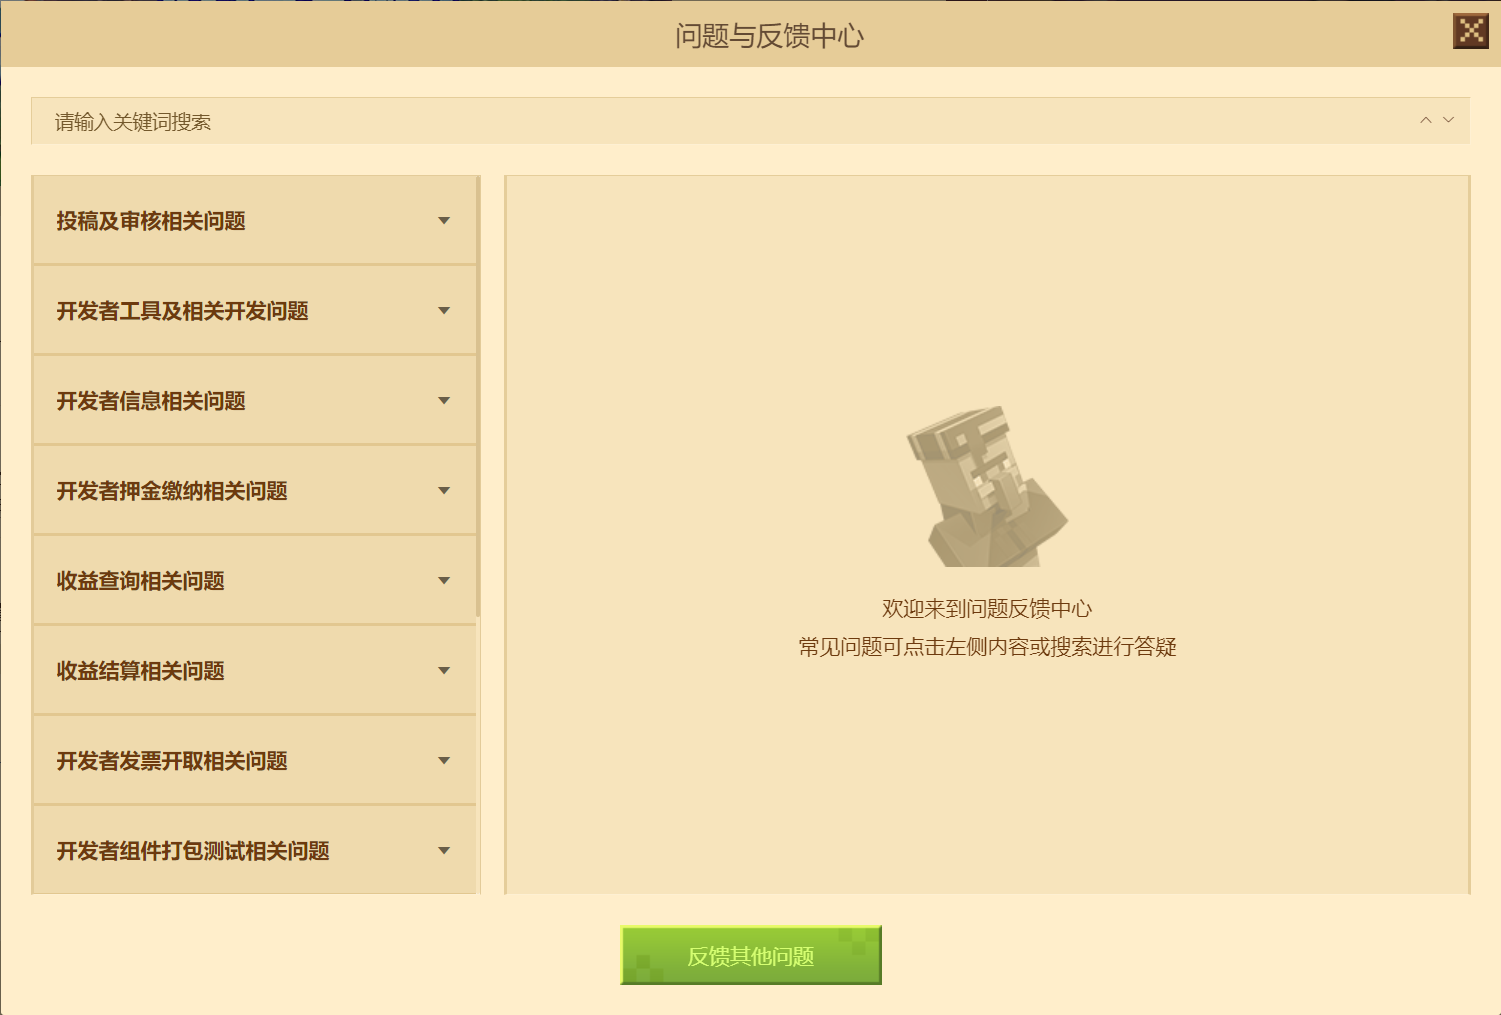 问题与反馈中心
请输入关键词搜索
投稿及审核相关问题
开发者工具及相关开发问题
开发者信息相关问题
开发者押金缴纳相关问题
收益查询相关问题
收益结算相关问题
开发者发票开取相关问题
开发者组件打包测试相关问题
欢迎来到问题反馈中心
常见问题可点击左侧内容或搜索进行答疑
反馈其他问题